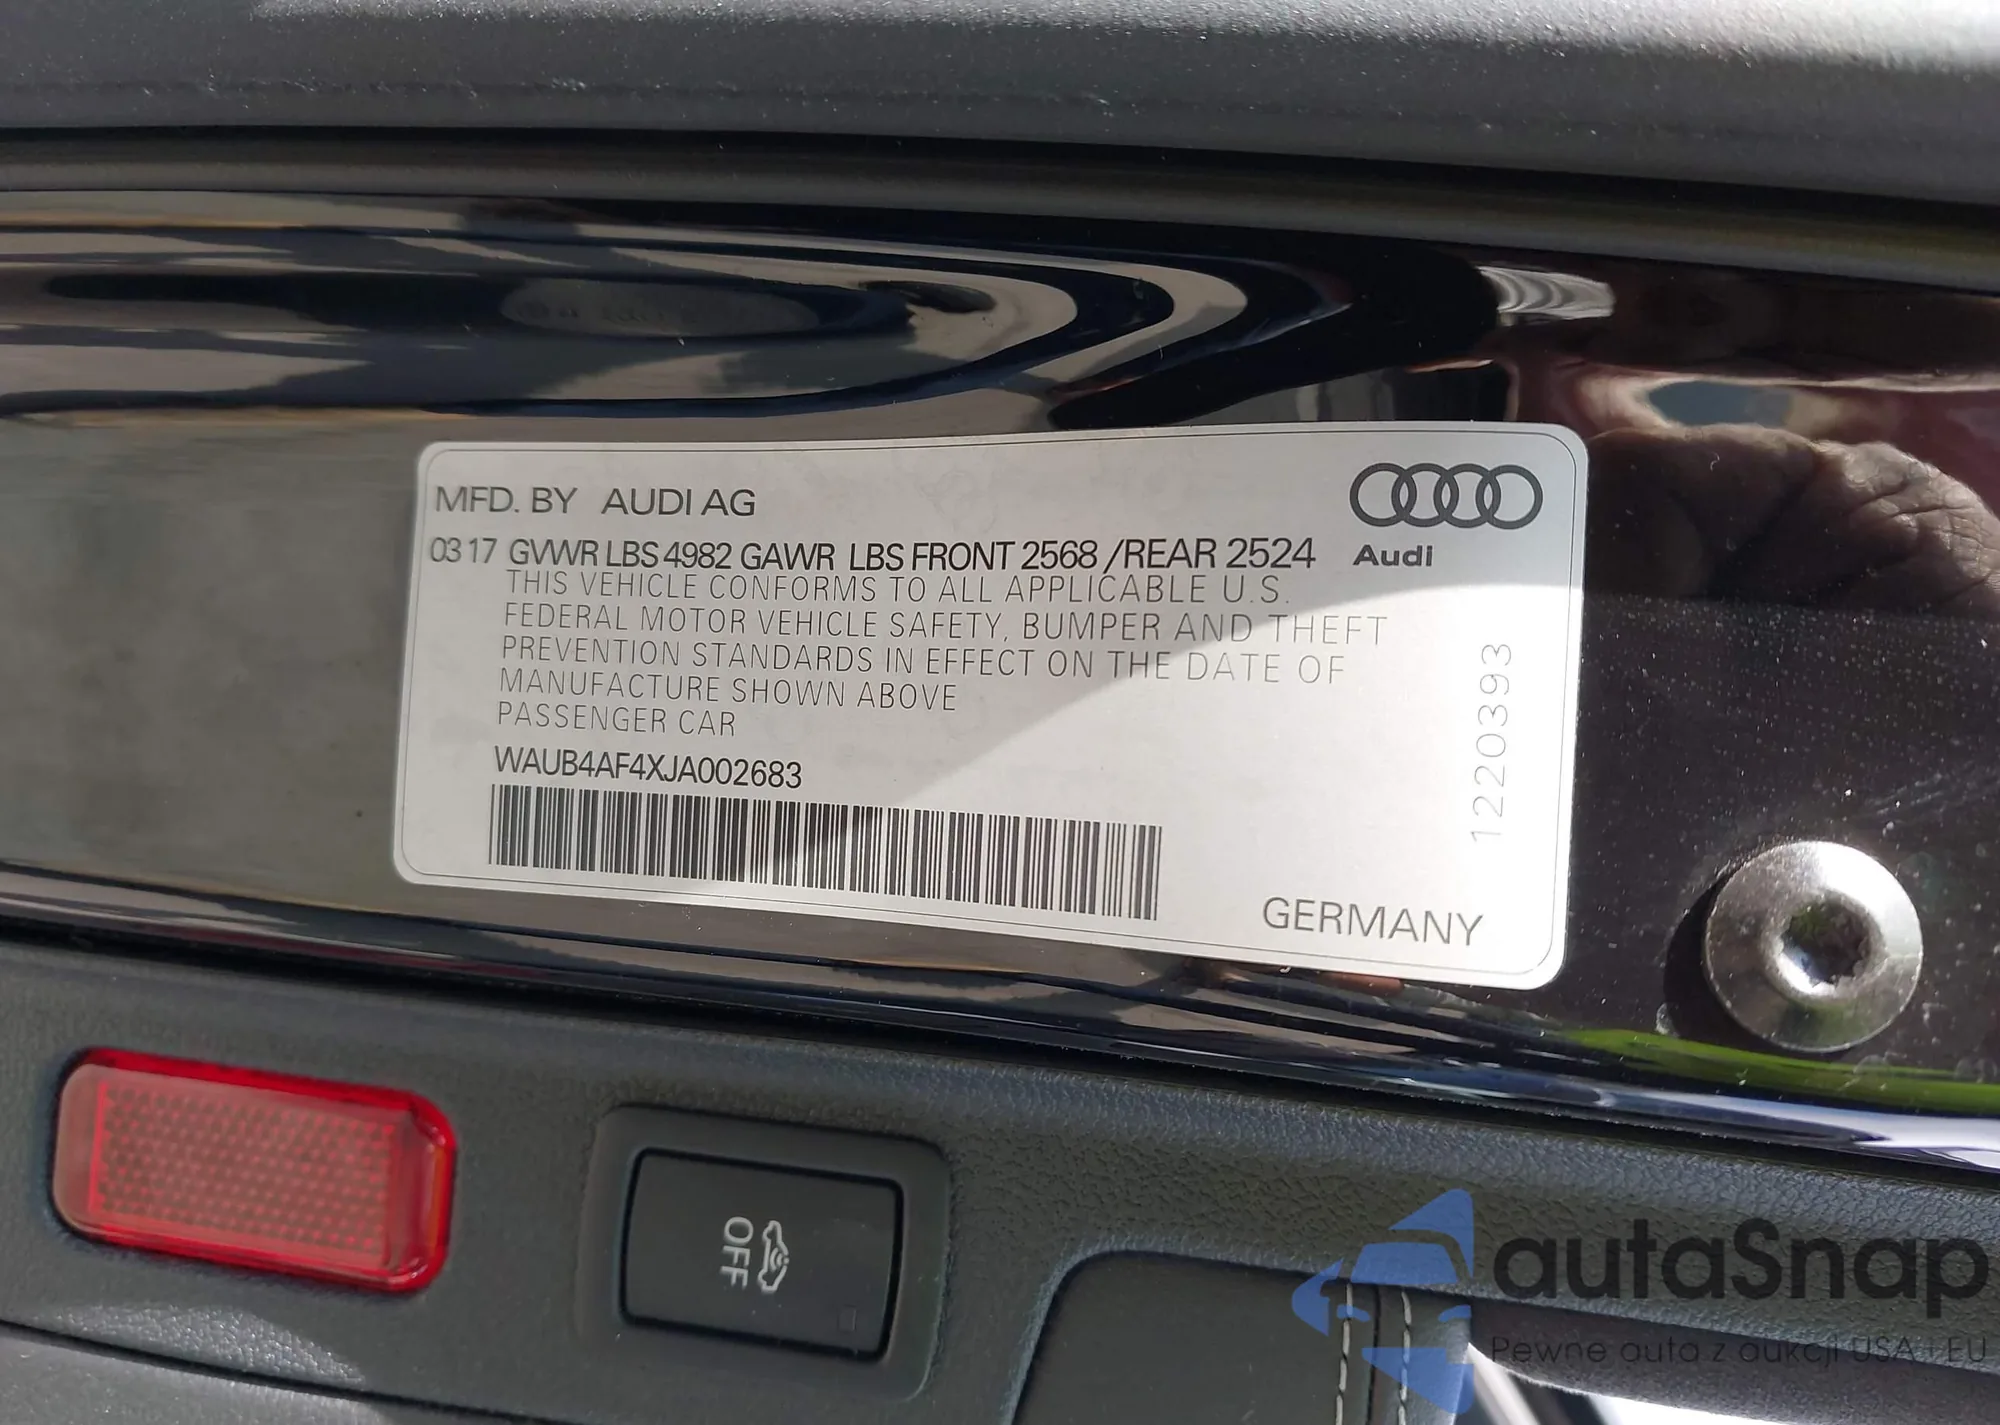 MFD. BY AUDI AG
0317 GVWR LBS 4982 GAWR LBS FRONT 2568 /REAR 2524
Audi
THIS VEHICLE CONFORMS TO ALL APPLICABLE U.S.
FEDERAL MOTOR VEHICLE SAFETY, BUMPER AND THEFT
PREVENTION STANDARDS IN EFFECT ON THE DATE OF
MANUFACTURE SHOWN ABOVE
PASSENGER CAR
WAUB4AF4XJA002683
1220393
GERMANY
OFF
autaSnap
Pewne auta z aukcji USA i EU